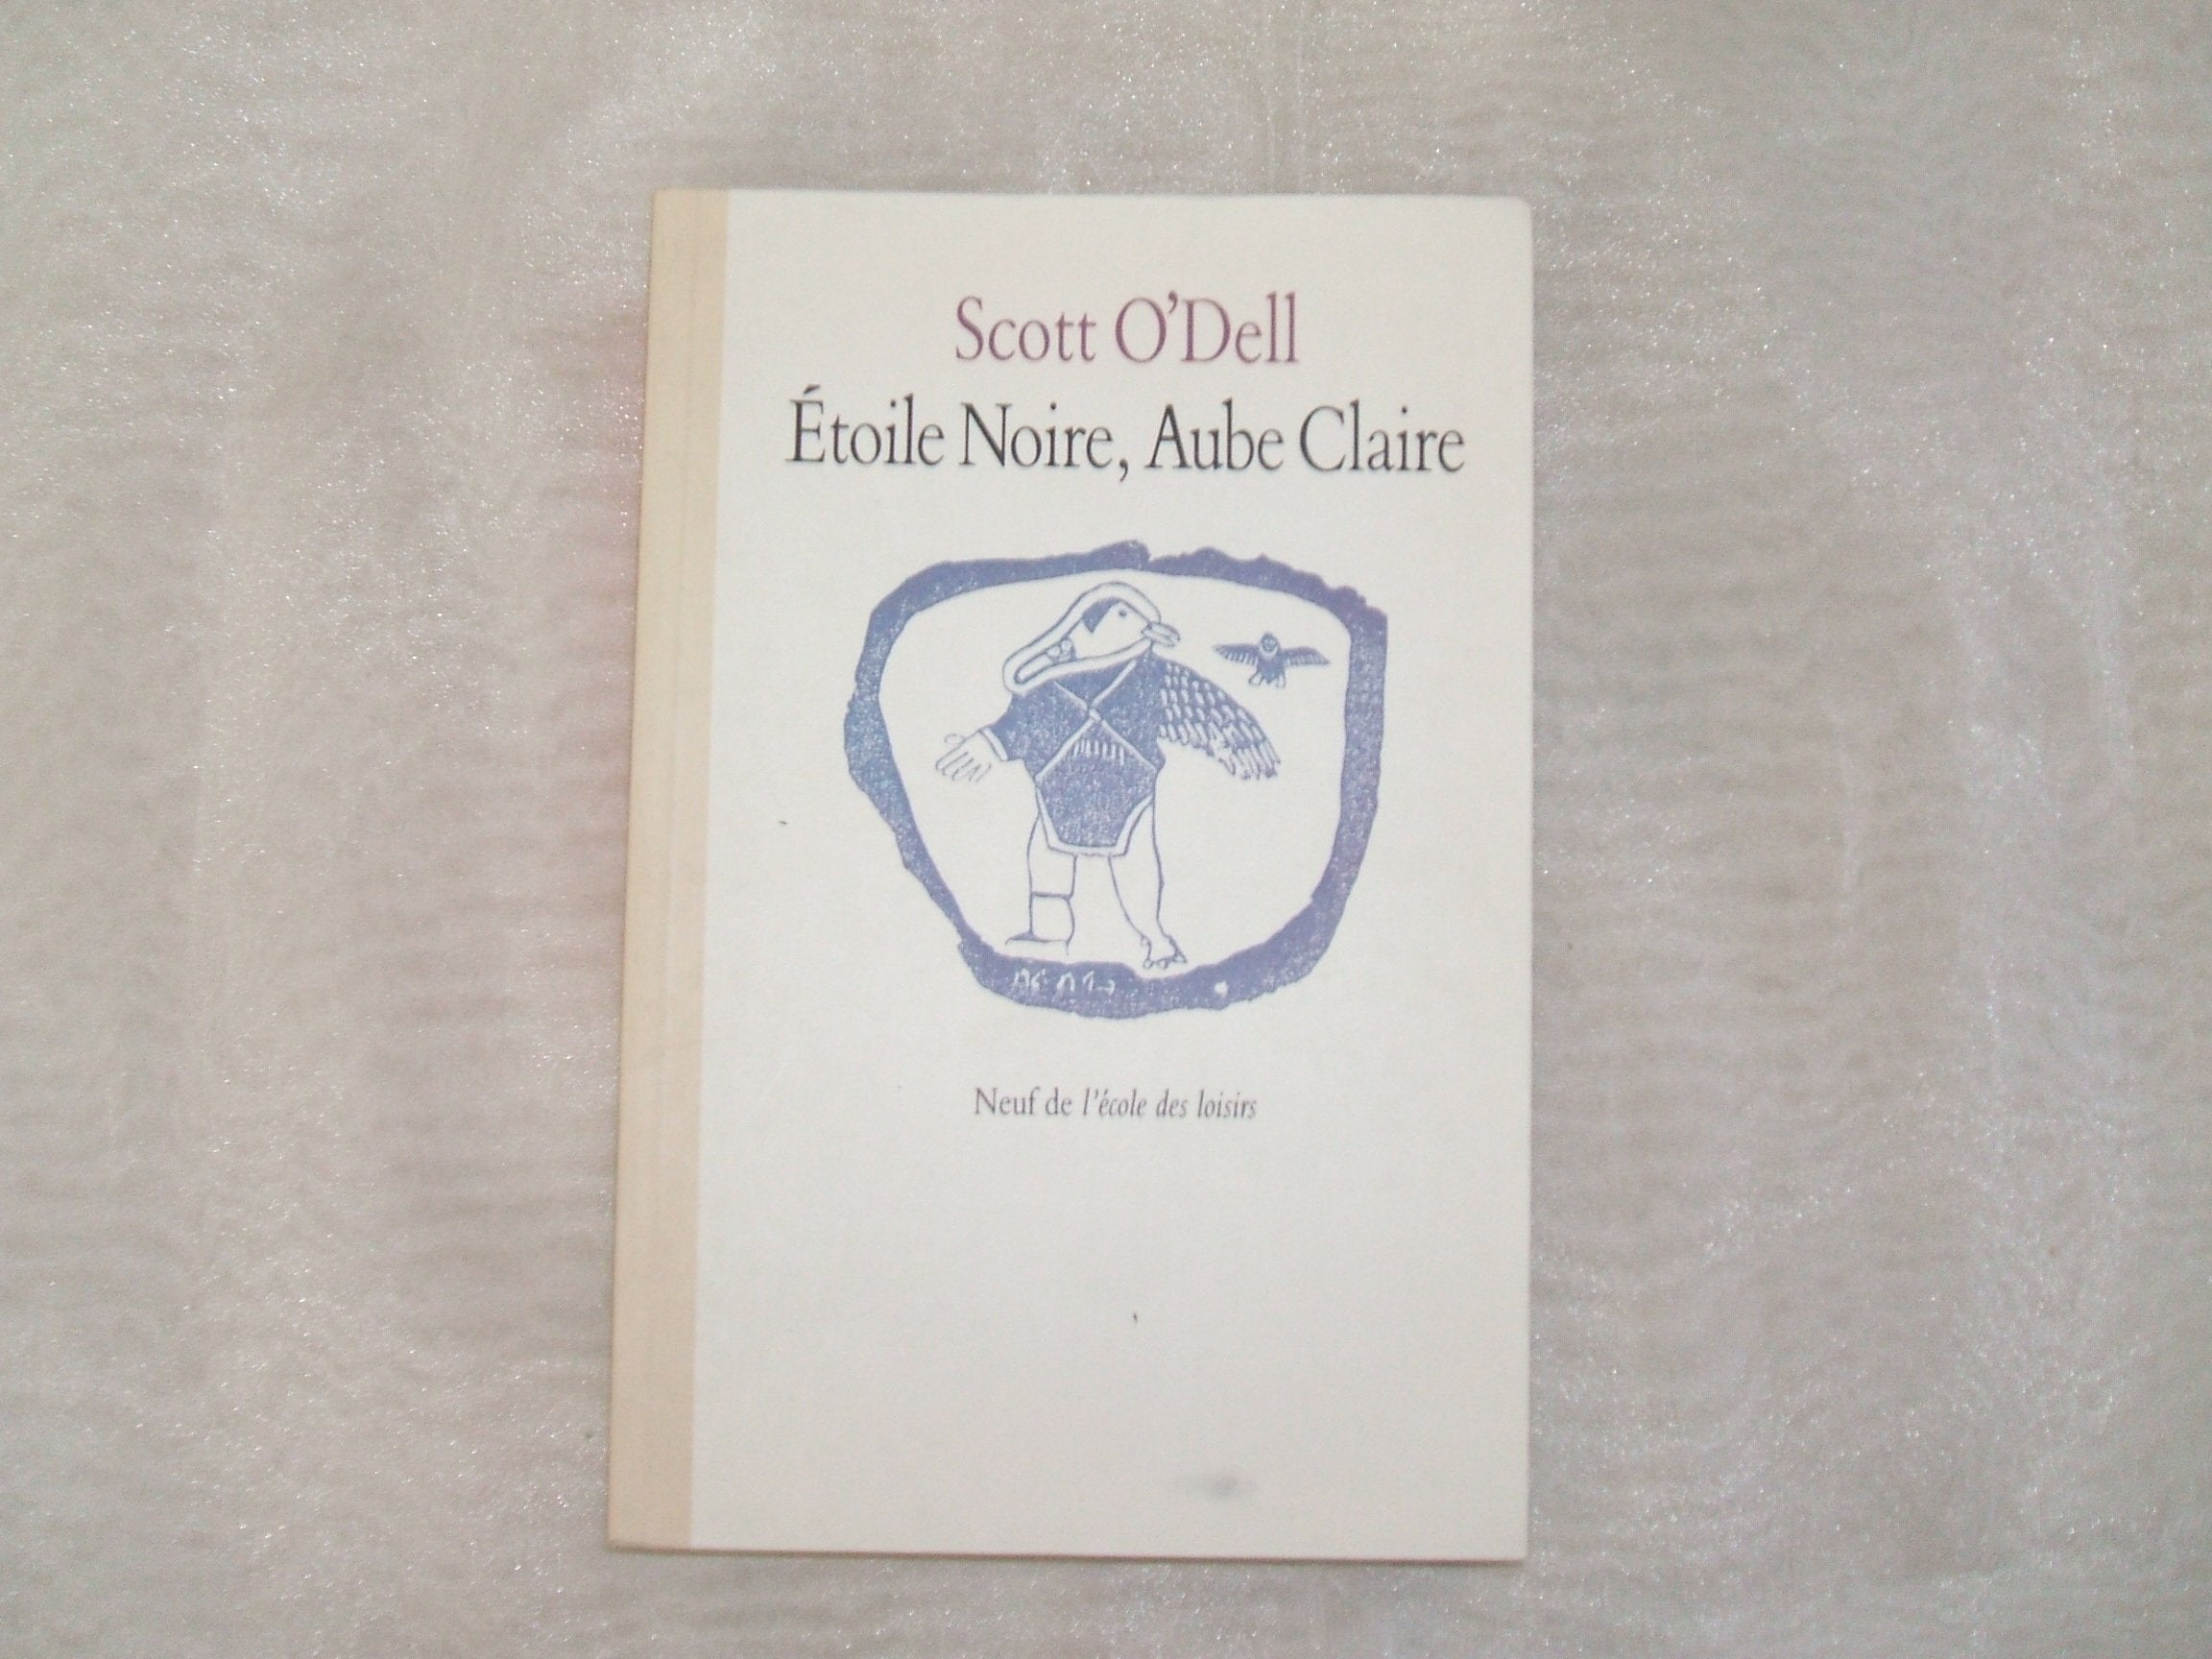 Scott O’Dell
Étoile Noire, Aube Claire
Neuf de l’école des loisirs